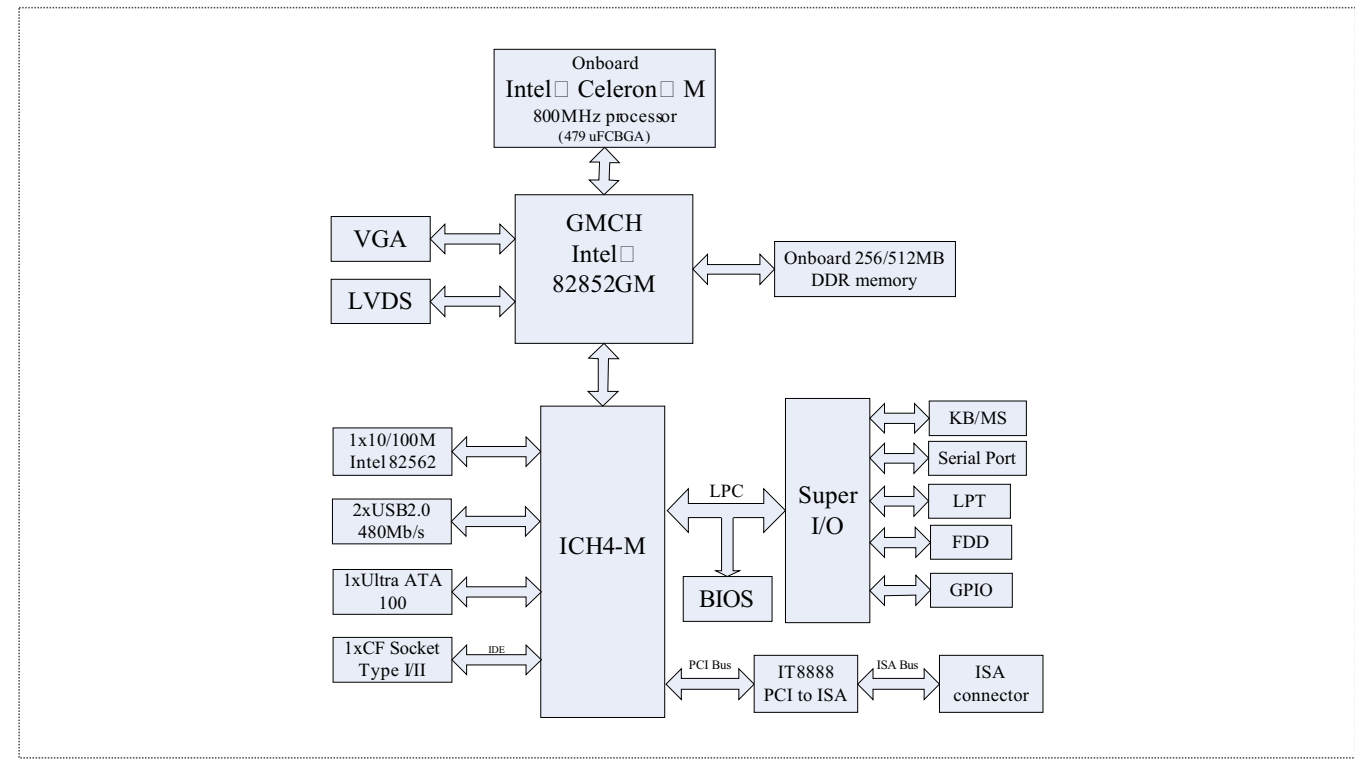 Onboard
Intel□ Celeron□ M
800MHz processor
(479 uFCBGA)
VGA
LVDS
GMCH
Intel□
82852GM
Onboard 256/512MB
DDR memory
1x10/100M
Intel 82562
2xUSB2.0
480Mb/s
1xUltra ATA
100
1xCF Socket
Type I/II
IDE
ICH4-M
LPC
BIOS
Super
I/O
KB/MS
Serial Port
LPT
FDD
GPIO
PCI Bus
IT8888
PCI to ISA
ISA Bus
ISA
connector